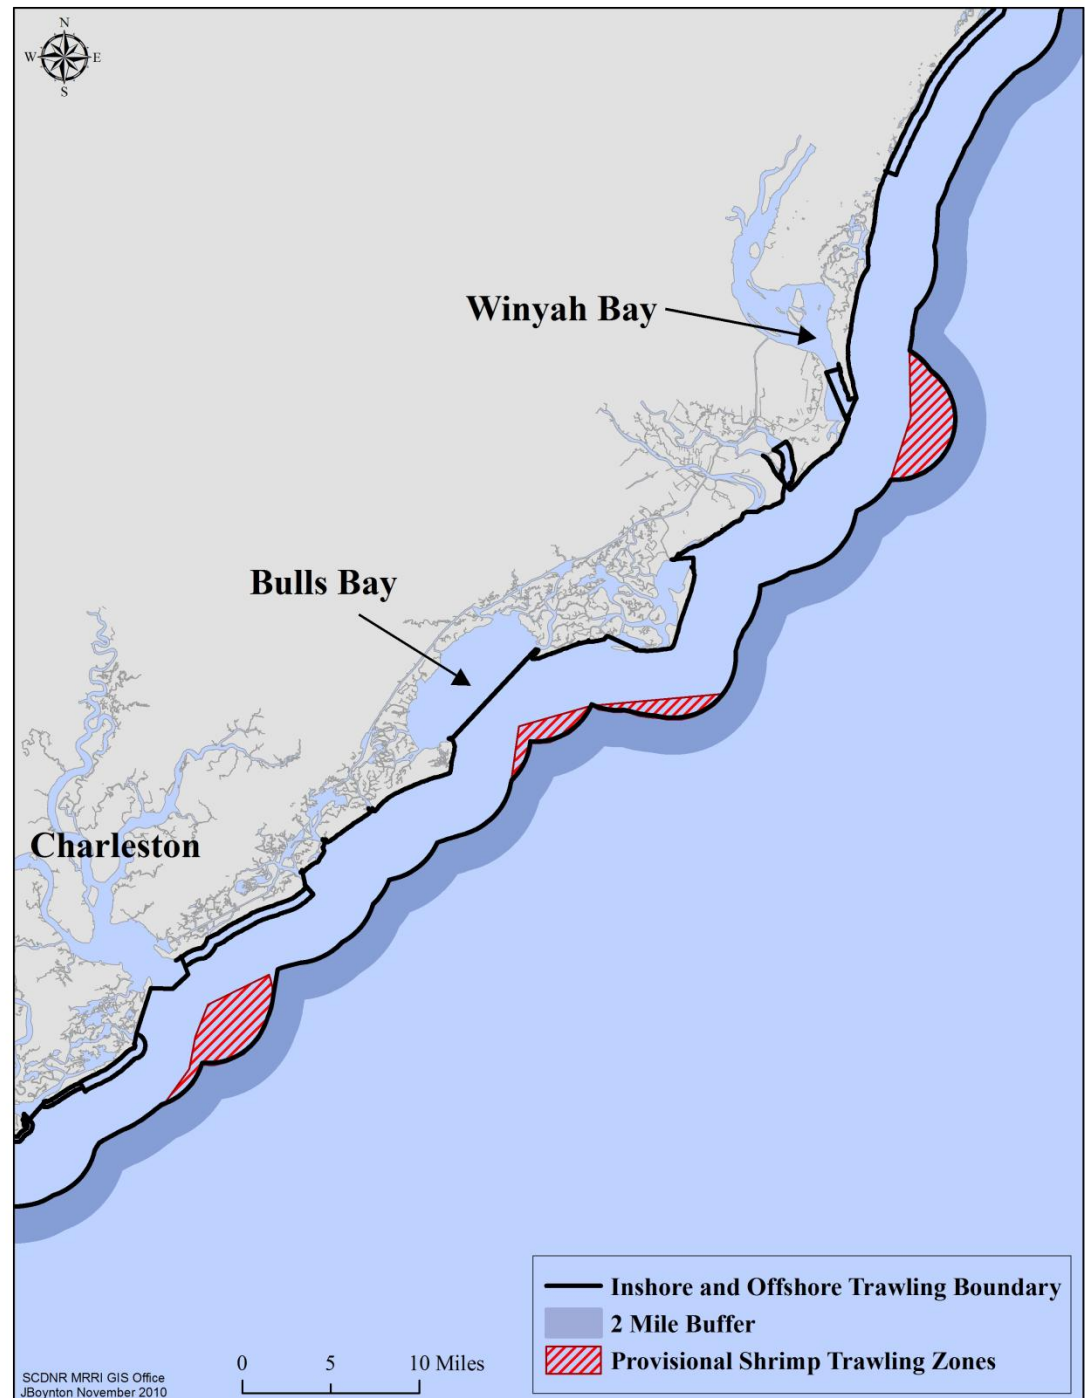 N
W E
S
Winyah Bay
Bulls Bay
Charleston
Inshore and Offshore Trawling Boundary
2 Mile Buffer
Provisional Shrimp Trawling Zones
0 5 10 Miles
SCDNR MRRI GIS Office
JBoynton November 2010